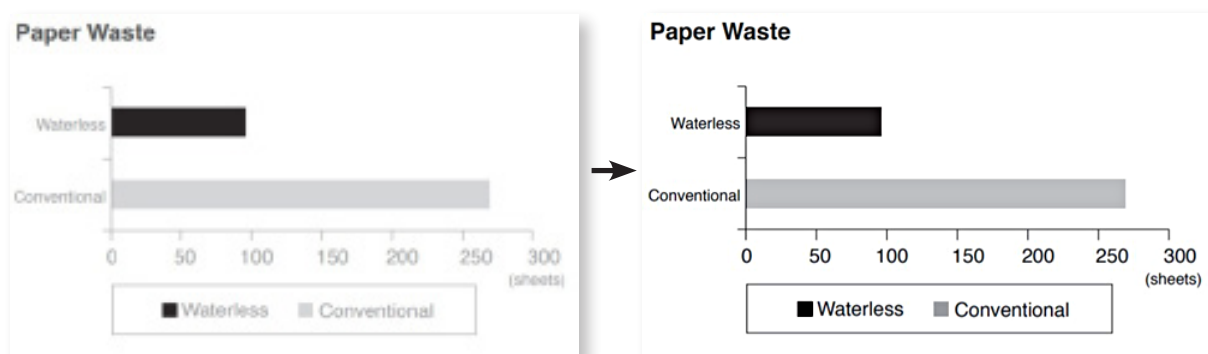 Paper Waste
Waterless
Conventional
0 50 100 150 200 250 300
(sheets)
Waterless Conventional
Paper Waste
Waterless
Conventional
0 50 100 150 200 250 300
(sheets)
Waterless Conventional